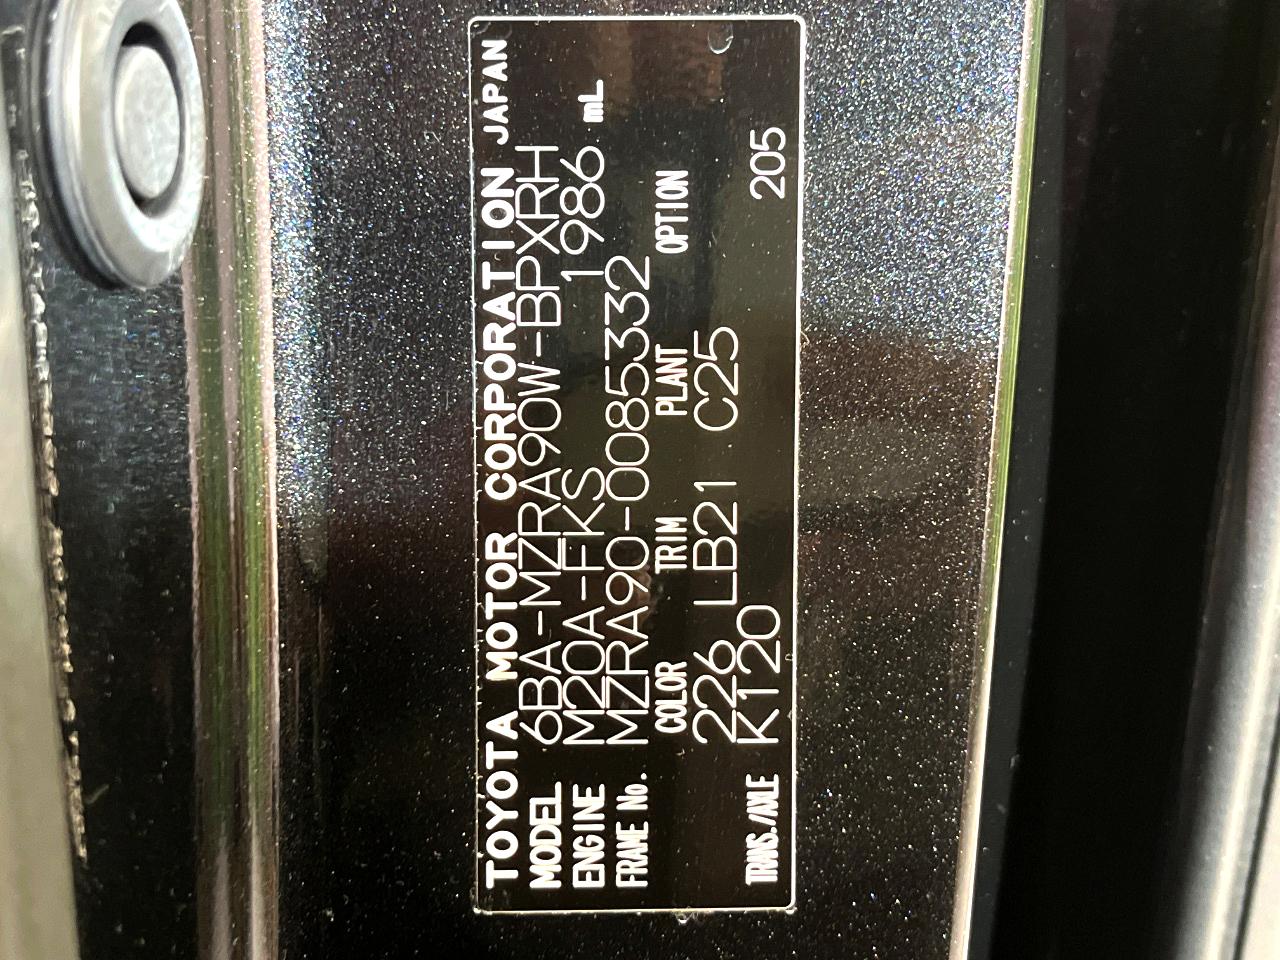 TOYOTA MOTOR CORPORATION JAPAN
MODEL 6BA-MZRA90W-BPXRH
ENGINE M20A-FKS 1986 mL
FRAME No. MZRA90-0085332
COLOR TRIM PLANT OPTION
226 LB21 C25
TRANS./AXLE K120 205